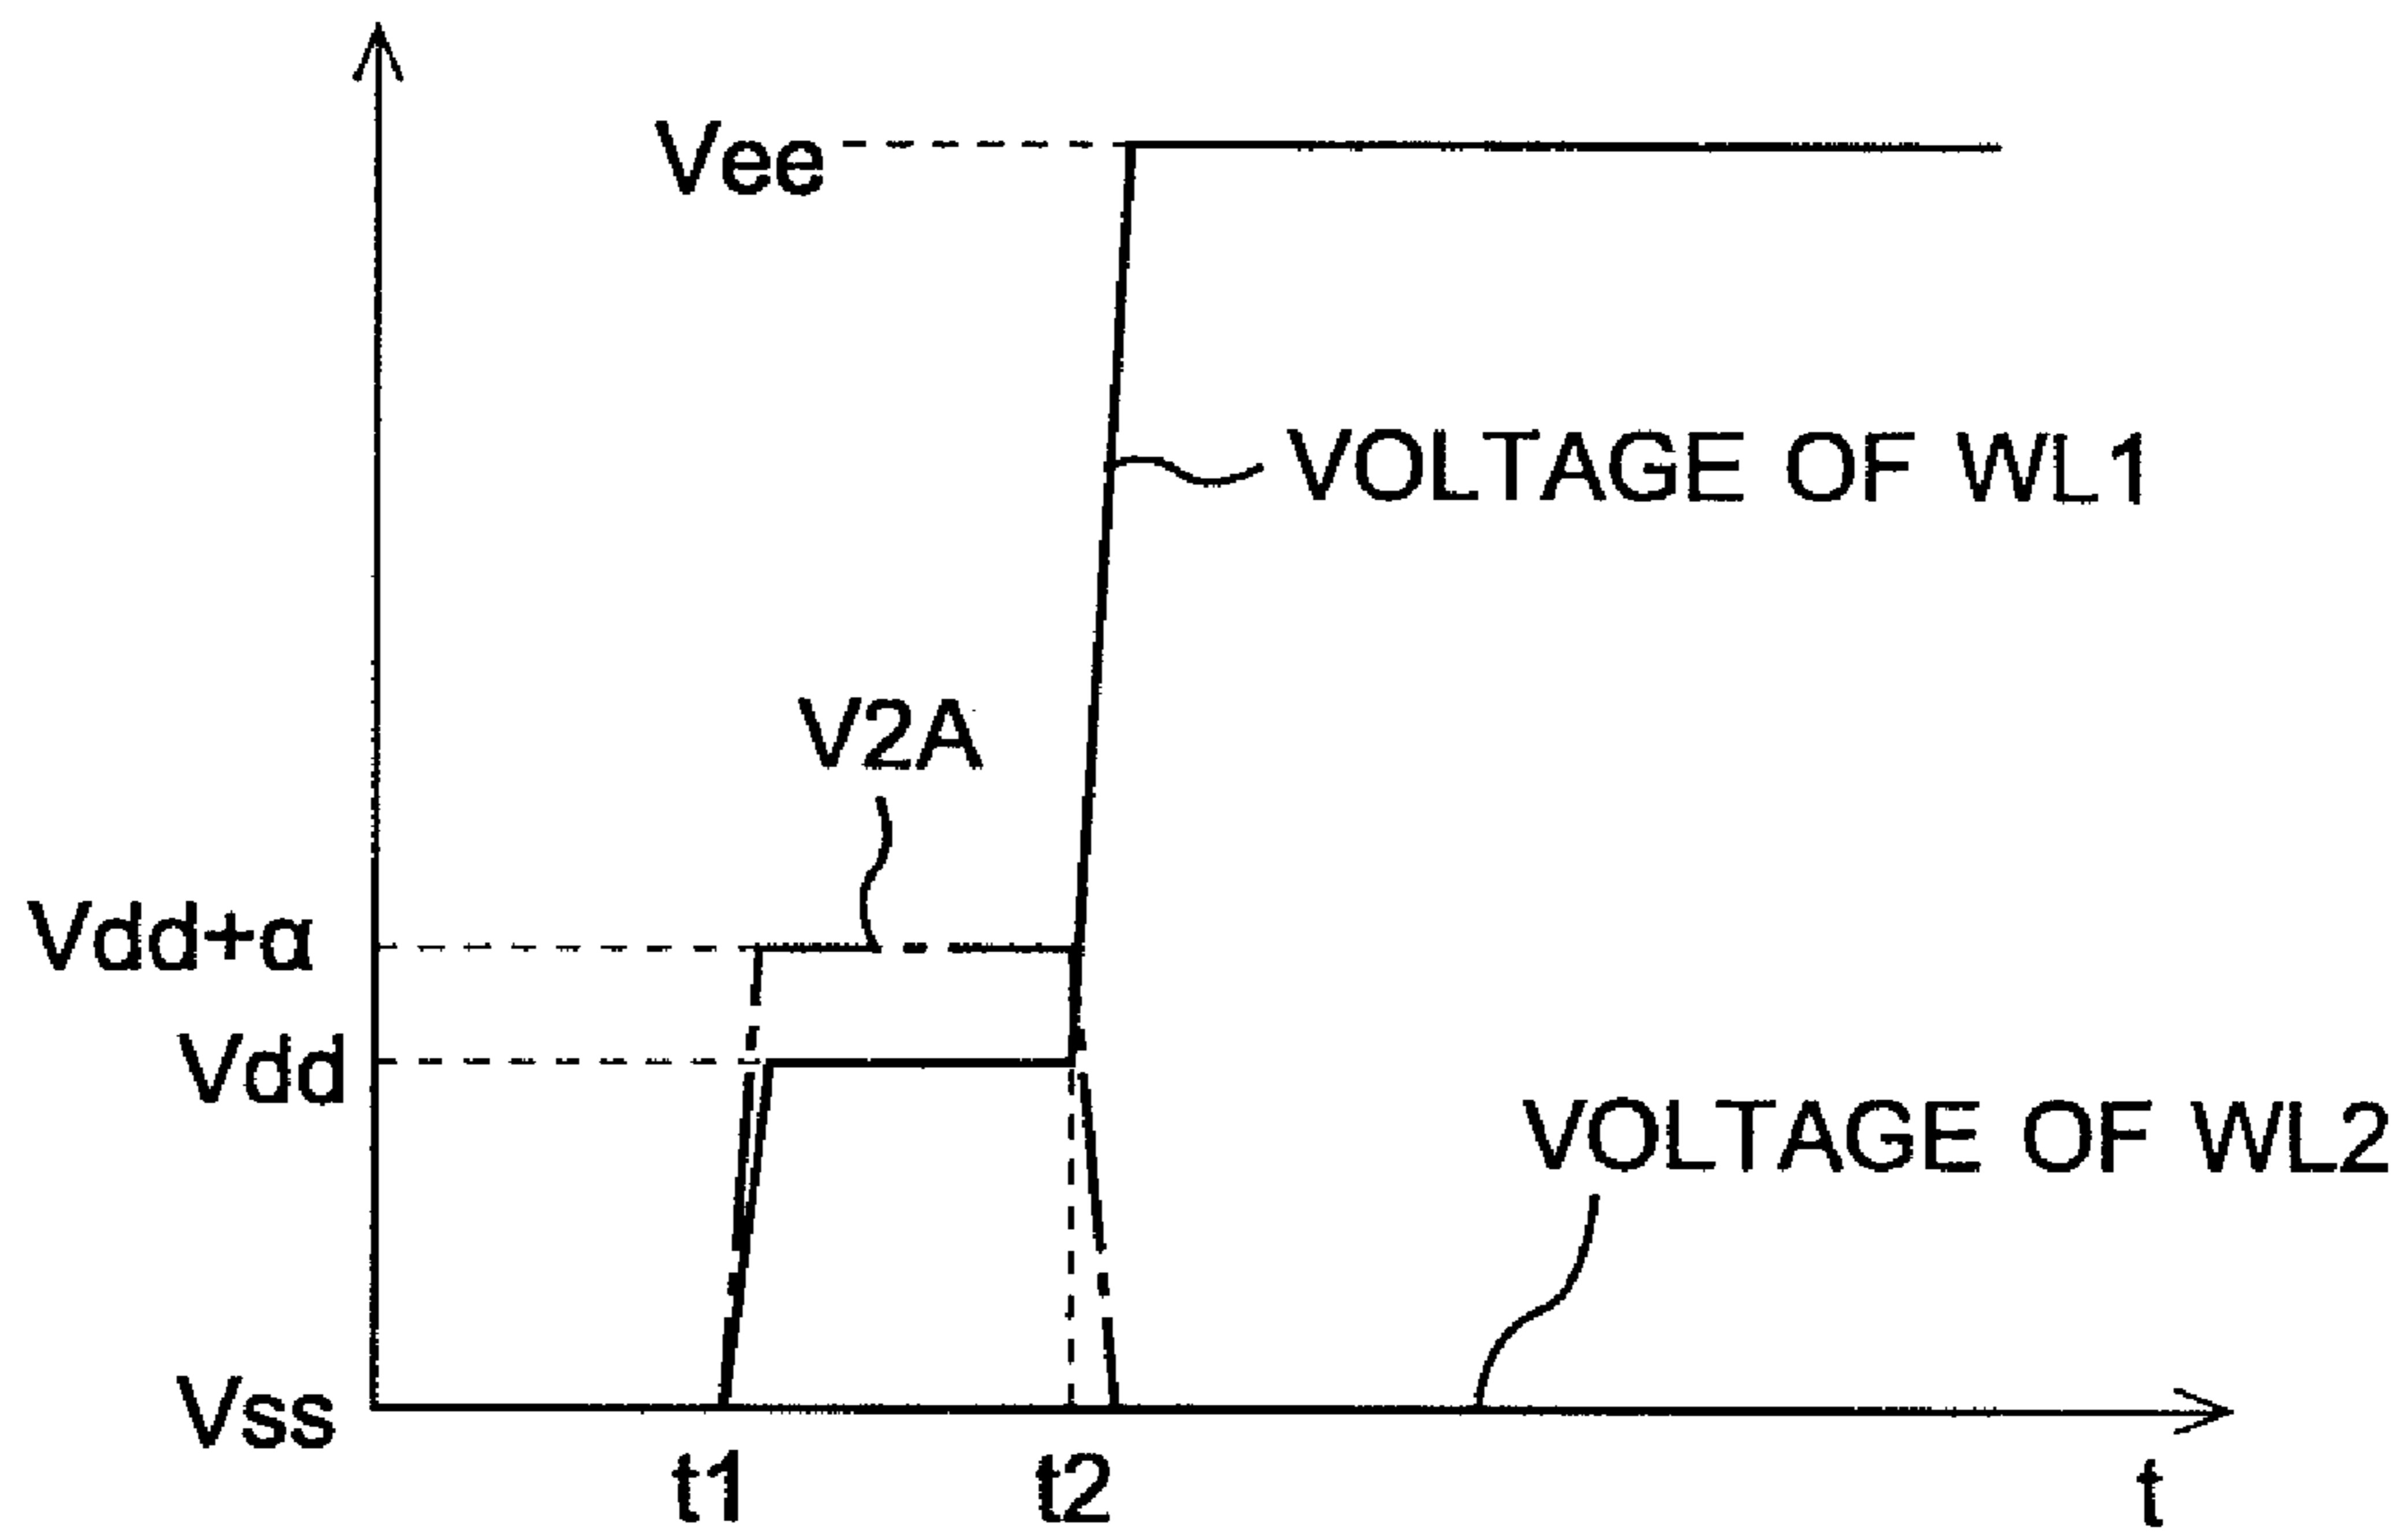 Vee
VOLTAGE OF WL1
V2A
Vdd+α
Vdd
VOLTAGE OF WL2
Vss
t1
t2
t